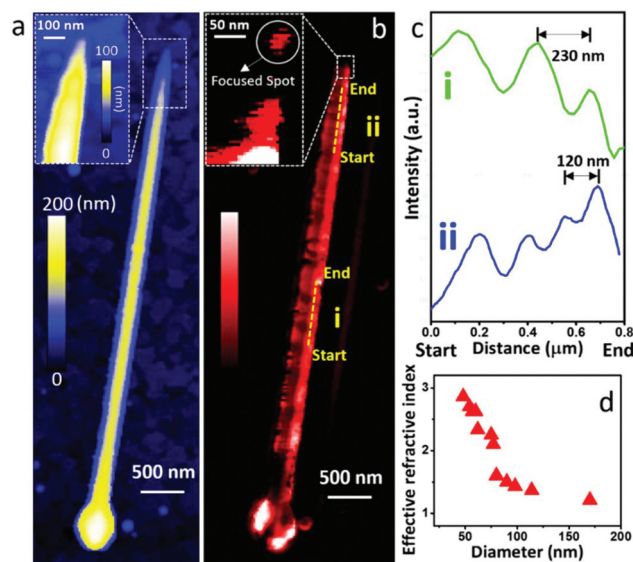 a
100 nm
100
(nm)
0
200 (nm)
0
500 nm
b
50 nm
Focused Spot
End
ii
Start
End
i
Start
500 nm
c
Intensity (a.u.)
i
230 nm
120 nm
ii
0.0 0.2 0.4 0.6 0.8
Start Distance (μm) End
d
Effective refractive index
3
2
1
50 100 150 200
Diameter (nm)